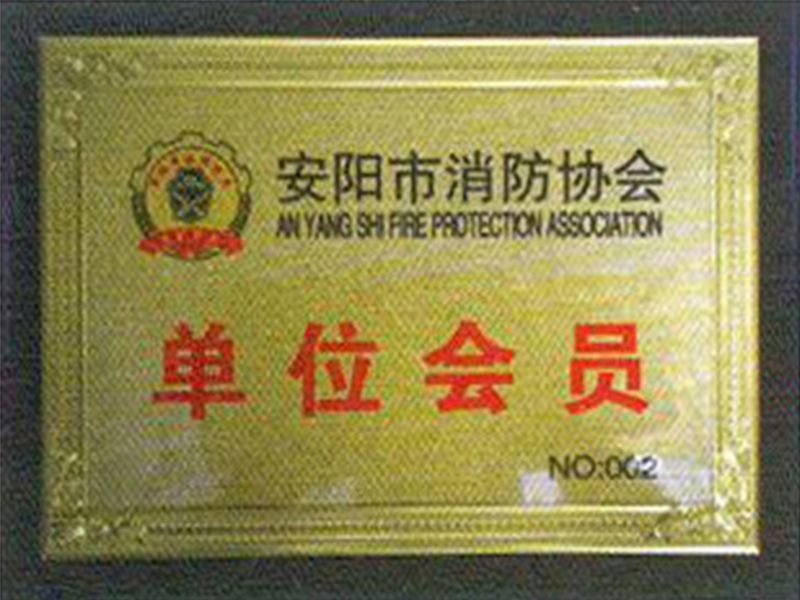 安阳市消防协会
AN YANG SHI FIRE PROTECTION ASSOCIATION
单位会员
NO:002